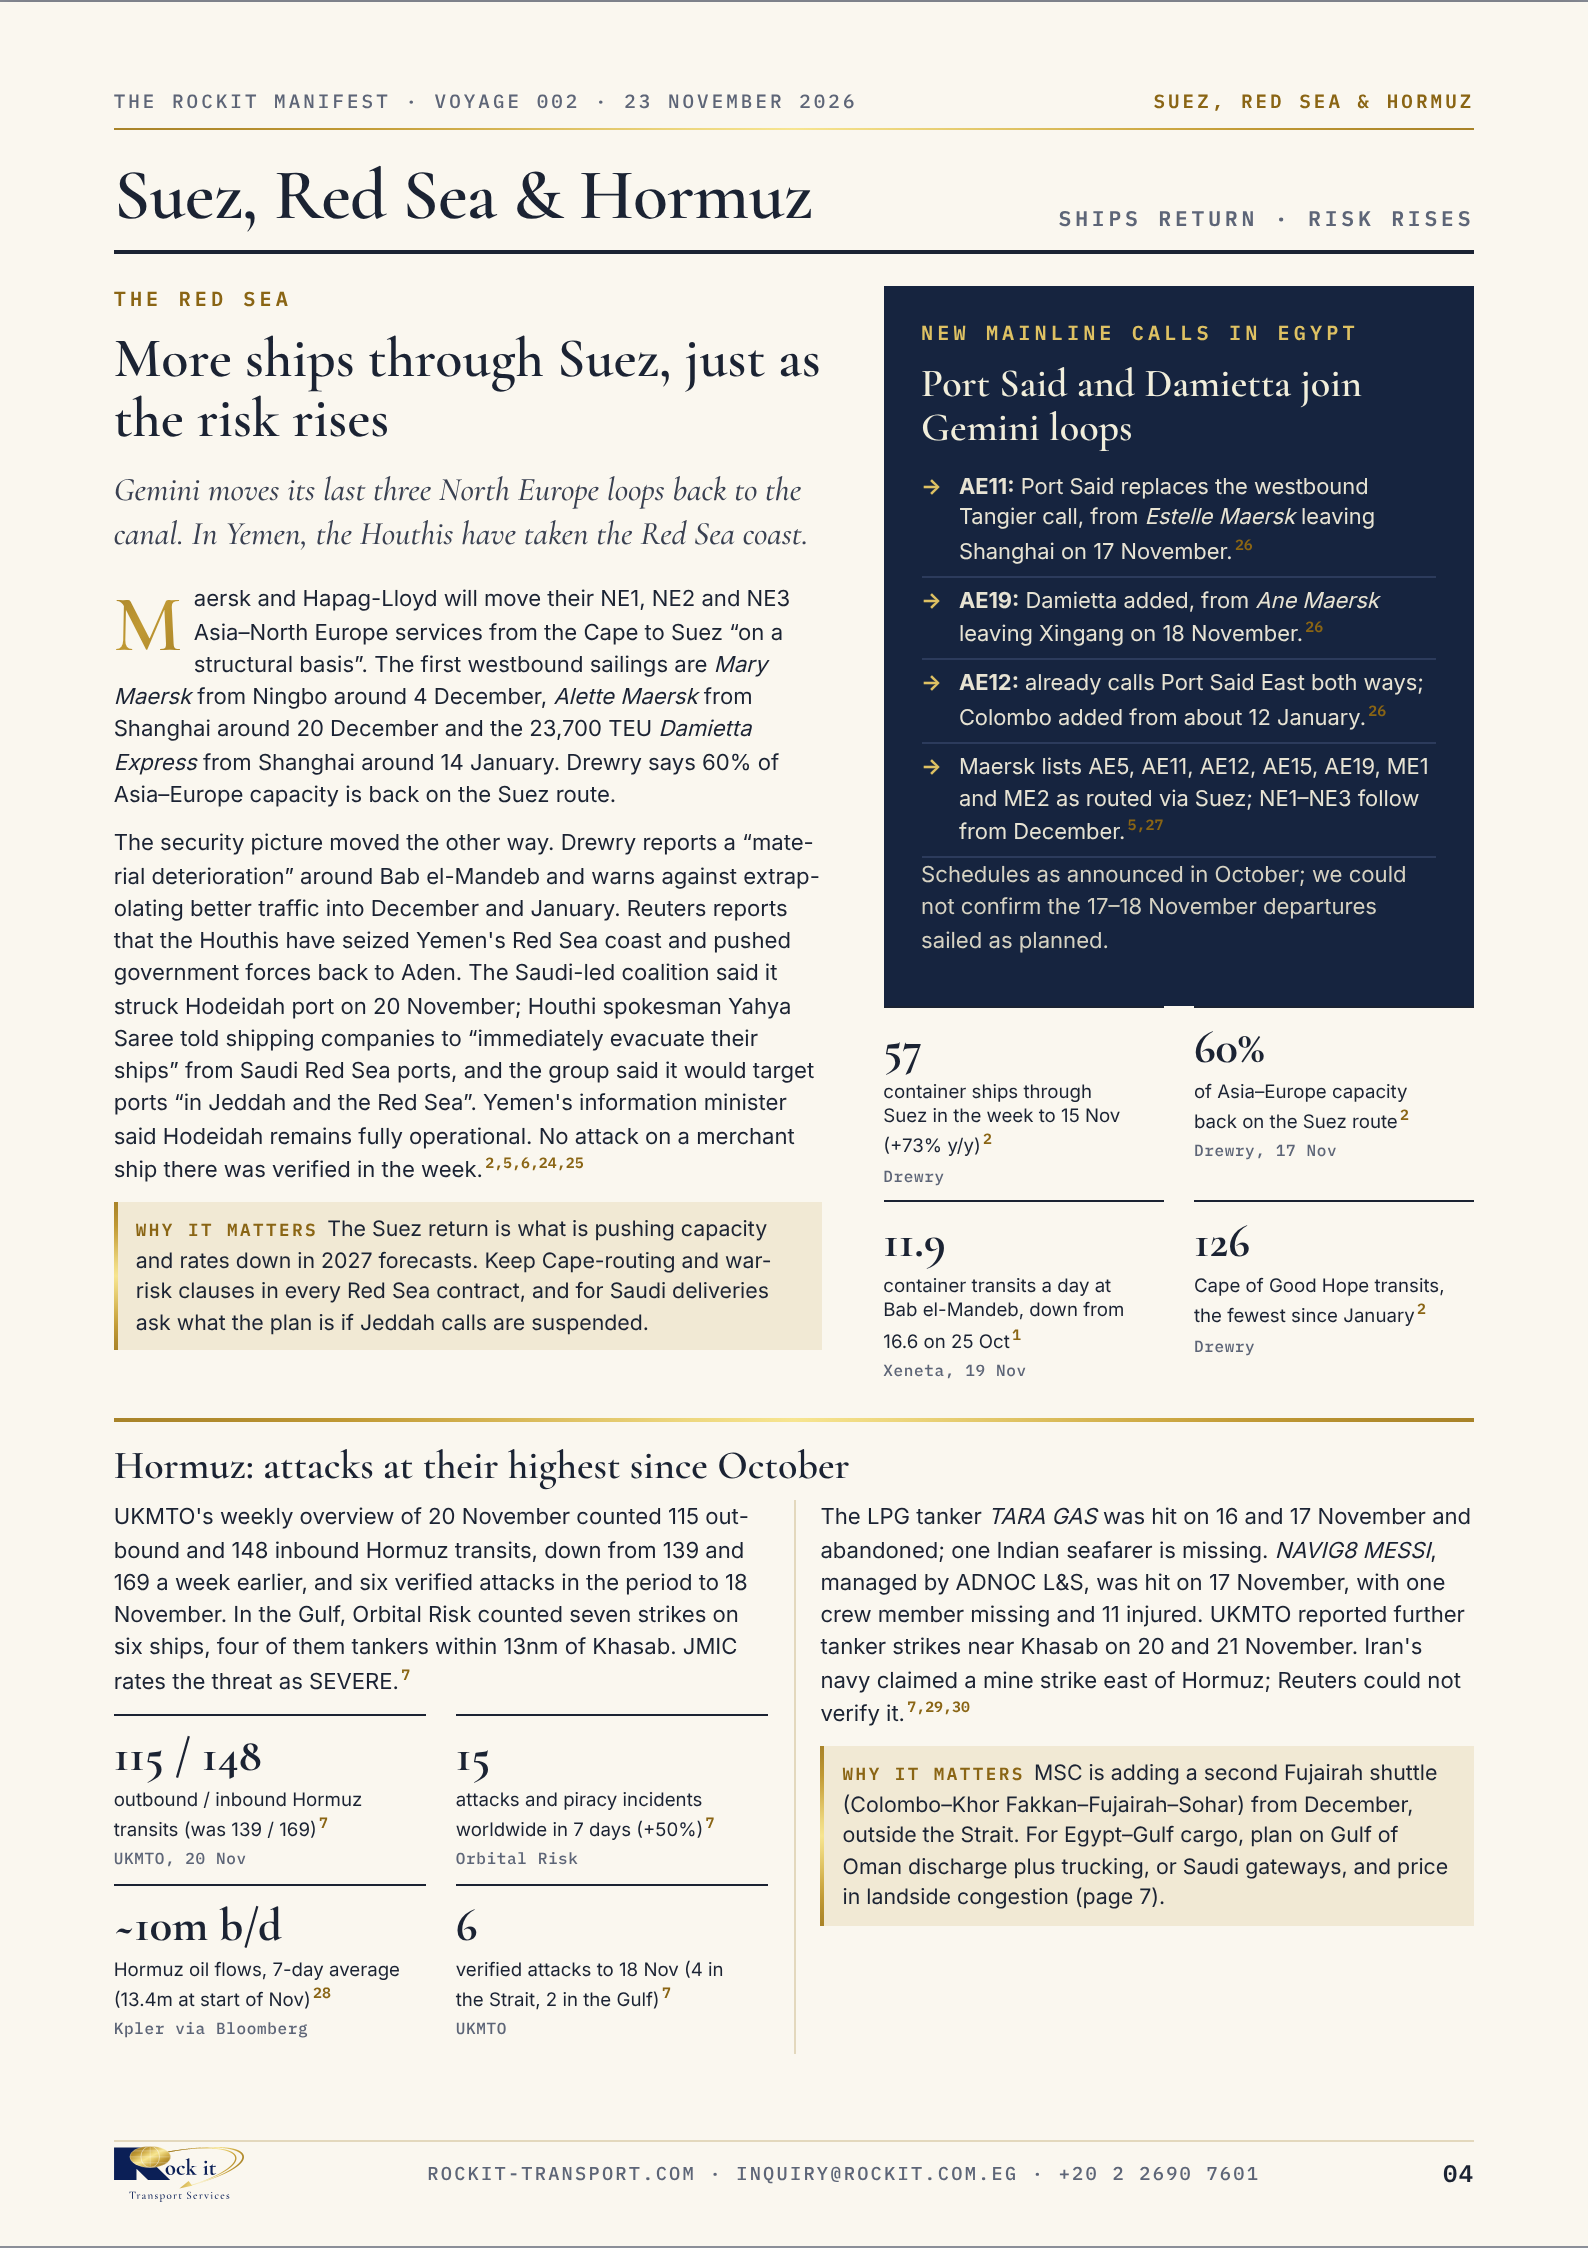 THE ROCKIT MANIFEST · VOYAGE 002 · 23 NOVEMBER 2026
SUEZ, RED SEA & HORMUZ
Suez, Red Sea & Hormuz
SHIPS RETURN · RISK RISES
THE RED SEA
More ships through Suez, just as
the risk rises
Gemini moves its last three North Europe loops back to the
canal. In Yemen, the Houthis have taken the Red Sea coast.
Maersk and Hapag-Lloyd will move their NE1, NE2 and NE3
Asia–North Europe services from the Cape to Suez “on a
structural basis”. The first westbound sailings are Mary
Maersk from Ningbo around 4 December, Alette Maersk from
Shanghai around 20 December and the 23,700 TEU Damietta
Express from Shanghai around 14 January. Drewry says 60% of
Asia–Europe capacity is back on the Suez route.
The security picture moved the other way. Drewry reports a “mate-
rial deterioration” around Bab el-Mandeb and warns against extrap-
olating better traffic into December and January. Reuters reports
that the Houthis have seized Yemen's Red Sea coast and pushed
government forces back to Aden. The Saudi-led coalition said it
struck Hodeidah port on 20 November; Houthi spokesman Yahya
Saree told shipping companies to “immediately evacuate their
ships” from Saudi Red Sea ports, and the group said it would target
ports “in Jeddah and the Red Sea”. Yemen's information minister
said Hodeidah remains fully operational. No attack on a merchant
ship there was verified in the week. 2,5,6,24,25
WHY IT MATTERS The Suez return is what is pushing capacity
and rates down in 2027 forecasts. Keep Cape-routing and war-
risk clauses in every Red Sea contract, and for Saudi deliveries
ask what the plan is if Jeddah calls are suspended.
NEW MAINLINE CALLS IN EGYPT
Port Said and Damietta join
Gemini loops
→ AE11: Port Said replaces the westbound
Tangier call, from Estelle Maersk leaving
Shanghai on 17 November. 26
→ AE19: Damietta added, from Ane Maersk
leaving Xingang on 18 November. 26
→ AE12: already calls Port Said East both ways;
Colombo added from about 12 January. 26
→ Maersk lists AE5, AE11, AE12, AE15, AE19, ME1
and ME2 as routed via Suez; NE1–NE3 follow
from December. 5,27
Schedules as announced in October; we could
not confirm the 17–18 November departures
sailed as planned.
57
container ships through
Suez in the week to 15 Nov
(+73% y/y) 2
Drewry
60%
of Asia–Europe capacity
back on the Suez route 2
Drewry, 17 Nov
11.9
container transits a day at
Bab el-Mandeb, down from
16.6 on 25 Oct 1
Xeneta, 19 Nov
126
Cape of Good Hope transits,
the fewest since January 2
Drewry
Hormuz: attacks at their highest since October
UKMTO's weekly overview of 20 November counted 115 out-
bound and 148 inbound Hormuz transits, down from 139 and
169 a week earlier, and six verified attacks in the period to 18
November. In the Gulf, Orbital Risk counted seven strikes on
six ships, four of them tankers within 13nm of Khasab. JMIC
rates the threat as SEVERE. 7
115 / 148
outbound / inbound Hormuz
transits (was 139 / 169) 7
UKMTO, 20 Nov
15
attacks and piracy incidents
worldwide in 7 days (+50%) 7
Orbital Risk
~10m b/d
Hormuz oil flows, 7-day average
(13.4m at start of Nov) 28
Kpler via Bloomberg
6
verified attacks to 18 Nov (4 in
the Strait, 2 in the Gulf) 7
UKMTO
The LPG tanker TARA GAS was hit on 16 and 17 November and
abandoned; one Indian seafarer is missing. NAVIG8 MESSI,
managed by ADNOC L&S, was hit on 17 November, with one
crew member missing and 11 injured. UKMTO reported further
tanker strikes near Khasab on 20 and 21 November. Iran's
navy claimed a mine strike east of Hormuz; Reuters could not
verify it. 7,29,30
WHY IT MATTERS MSC is adding a second Fujairah shuttle
(Colombo–Khor Fakkan–Fujairah–Sohar) from December,
outside the Strait. For Egypt–Gulf cargo, plan on Gulf of
Oman discharge plus trucking, or Saudi gateways, and price
in landside congestion (page 7).
Rock it
Transport Services
ROCKIT-TRANSPORT.COM · INQUIRY@ROCKIT.COM.EG · +20 2 2690 7601
04